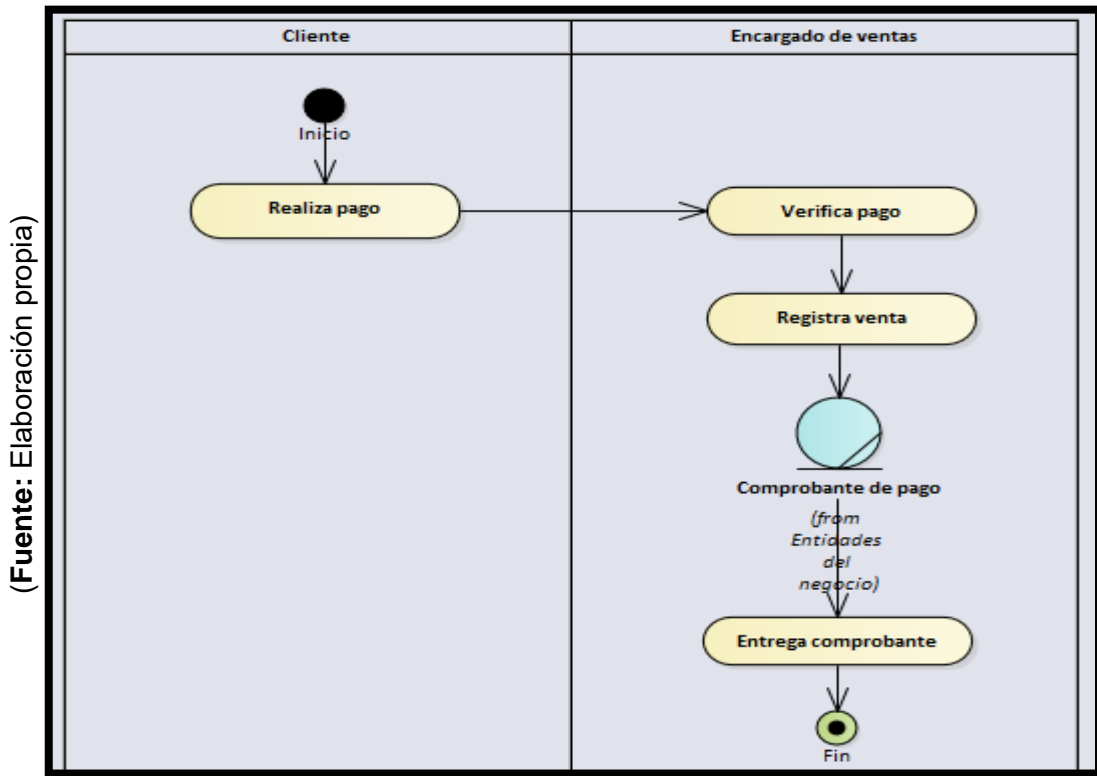 Cliente
Encargado de ventas
Inicio
Realiza pago
Verifica pago
Registra venta
Comprobante de pago
(from
Entidades
del
negocio)
Entrega comprobante
Fin
(Fuente: Elaboración propia)